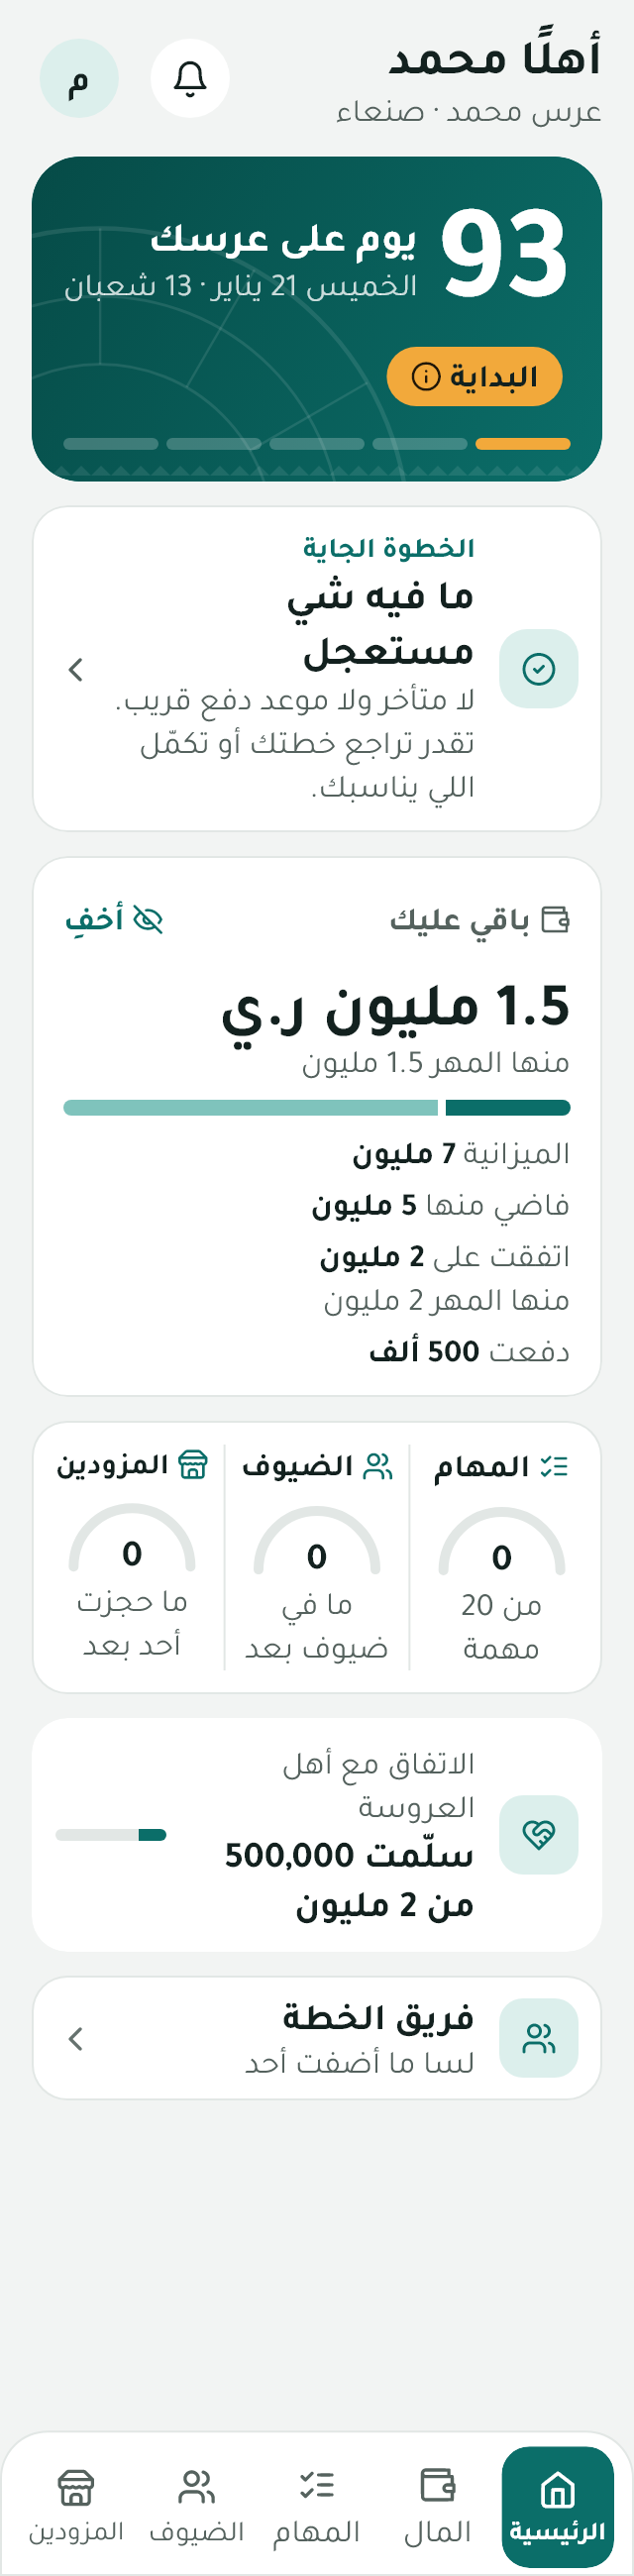 أهلًا محمد
م
عرس محمد · صنعاء
93
يوم على عرسك
الخميس 21 يناير · 13 شعبان
البداية
الخطوة الجاية
ما فيه شي
مستعجل
لا متأخر ولا موعد دفع قريب.
تقدر تراجع خطتك أو تكمّل
اللي يناسبك.
باقي عليك
أخفِ
1.5 مليون ر.ي
منها المهر 1.5 مليون
الميزانية 7 مليون
فاضي منها 5 مليون
اتفقت على 2 مليون
منها المهر 2 مليون
دفعت 500 ألف
المهام
0
من 20
مهمة
الضيوف
0
ما في
ضيوف بعد
المزودين
0
ما حجزت
أحد بعد
الاتفاق مع أهل
العروسة
سلّمت 500,000
من 2 مليون
فريق الخطة
لسا ما أضفت أحد
الرئيسية
المال
المهام
الضيوف
المزودين